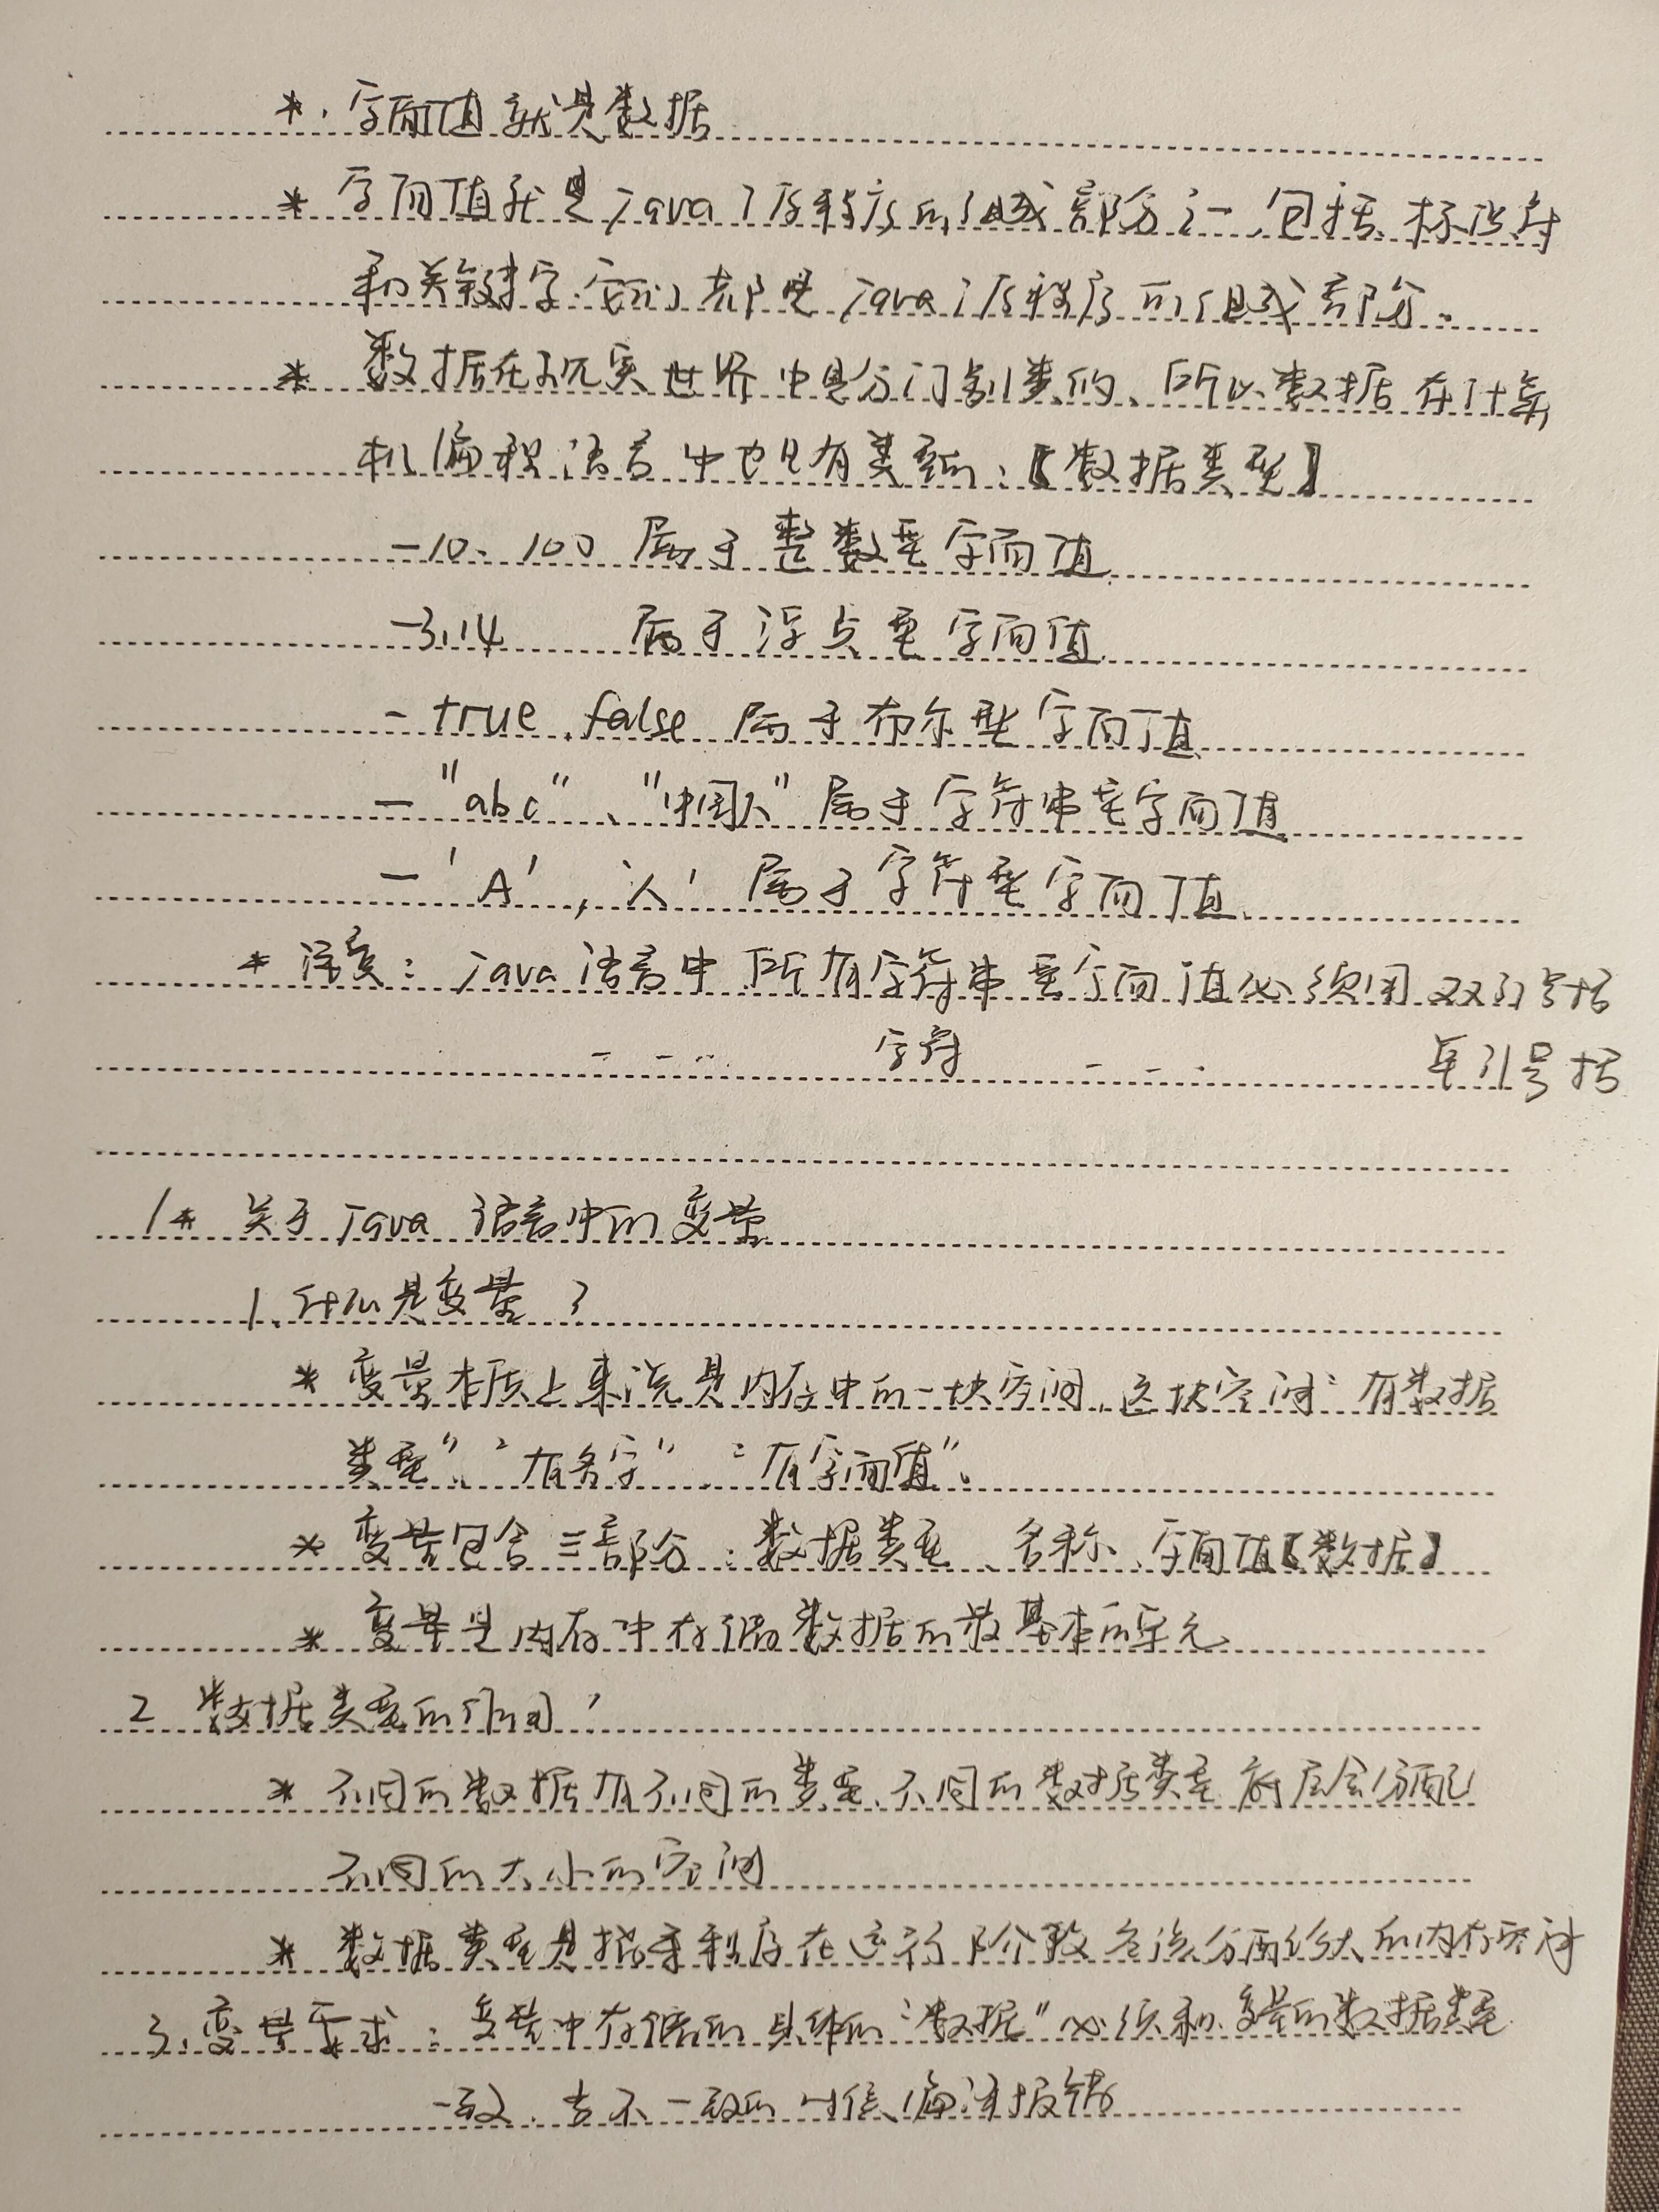 *. 字面值就是数据
* 字面值就是java源程序的组成部分之一.包括标识符
和关键字.它们都是java源程序的组成部分.
* 数据在现实世界中是分门别类的、所以数据在计算
机编程语言中也是有类型的:【数据类型】
-10、100 属于整数型字面值
-3.14 属于浮点型字面值
- true、false 属于布尔型字面值
- "abc"、"中国人" 属于字符串型字面值
- 'A', '人' 属于字符型字面值
* 注意: java语言中所有字符串型字面值必须用双引号括
- - - .. 字符 - - - 单引号括
1* 关于java语言中的变量
1.什么是变量?
* 变量本质上来说是内存中的一块空间,这块空间"有数据
类型"、"有名字"、"有字面值"、
* 变量包含三部分:数据类型、名称、字面值【数据】
* 变量是内存中存储数据的最基本的单元
2 数据类型的作用'
* 不同的数据有不同的类型、不同的数据类型底层会分配
不同的大小的空间
* 数据类型是指导程序在运行阶段应该分配多大的内存空间
3.变量要求:变量中存储的具体的"数据"必须和变量的数据类型
一致、当不一致的时候编译报错